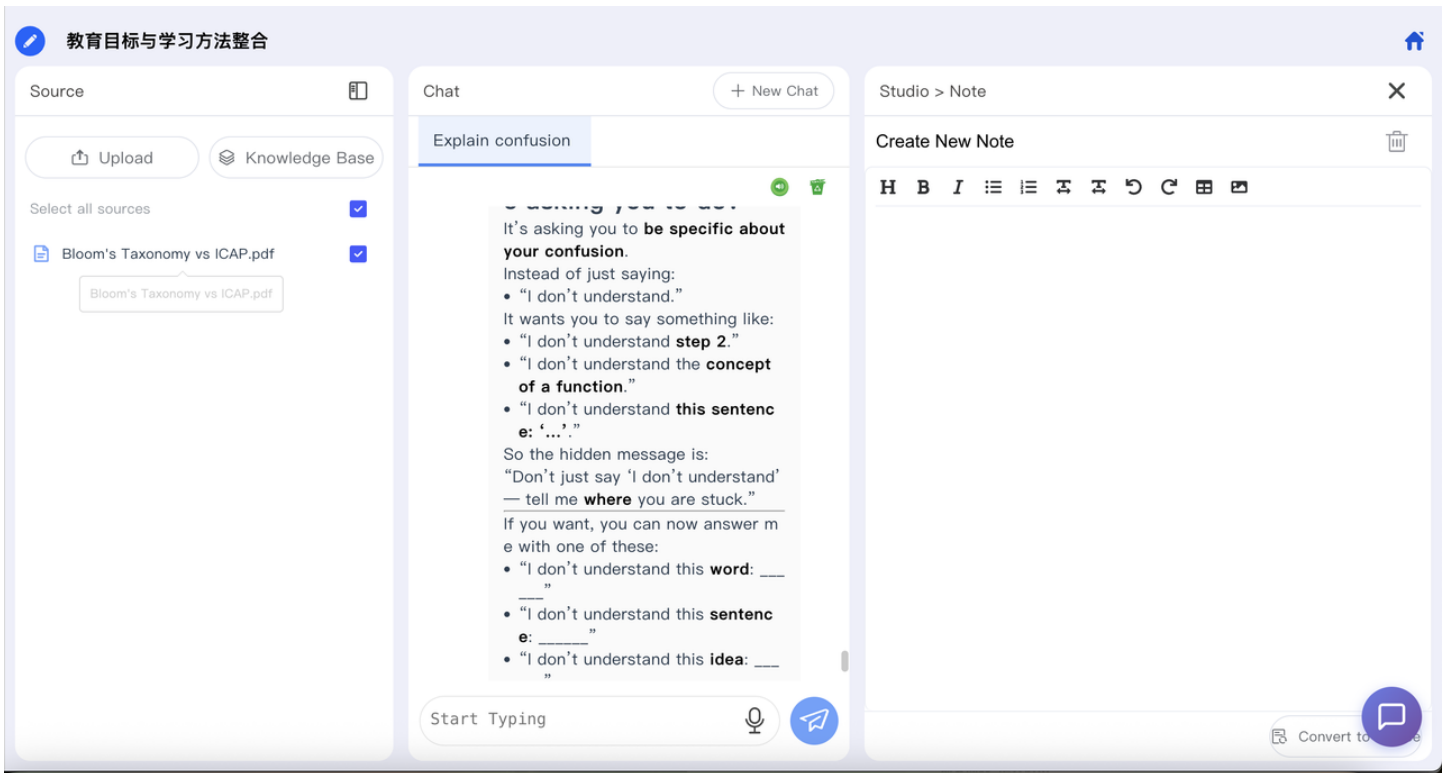 教育目标与学习方法整合
Source
Upload
Knowledge Base
Select all sources
Bloom's Taxonomy vs ICAP.pdf
Bloom's Taxonomy vs ICAP.pdf
Chat
+ New Chat
Explain confusion
It's asking you to be specific about
your confusion.
Instead of just saying:
• “I don't understand.”
It wants you to say something like:
• “I don't understand step 2.”
• “I don't understand the concept
of a function.”
• “I don't understand this sentenc
e: ‘...’.”
So the hidden message is:
“Don't just say ‘I don't understand’
— tell me where you are stuck.”
If you want, you can now answer m
e with one of these:
• “I don't understand this word: ___
___”
• “I don't understand this sentenc
e: ______”
• “I don't understand this idea: ___
”
Start Typing
Studio > Note
Create New Note
H B I
Convert to